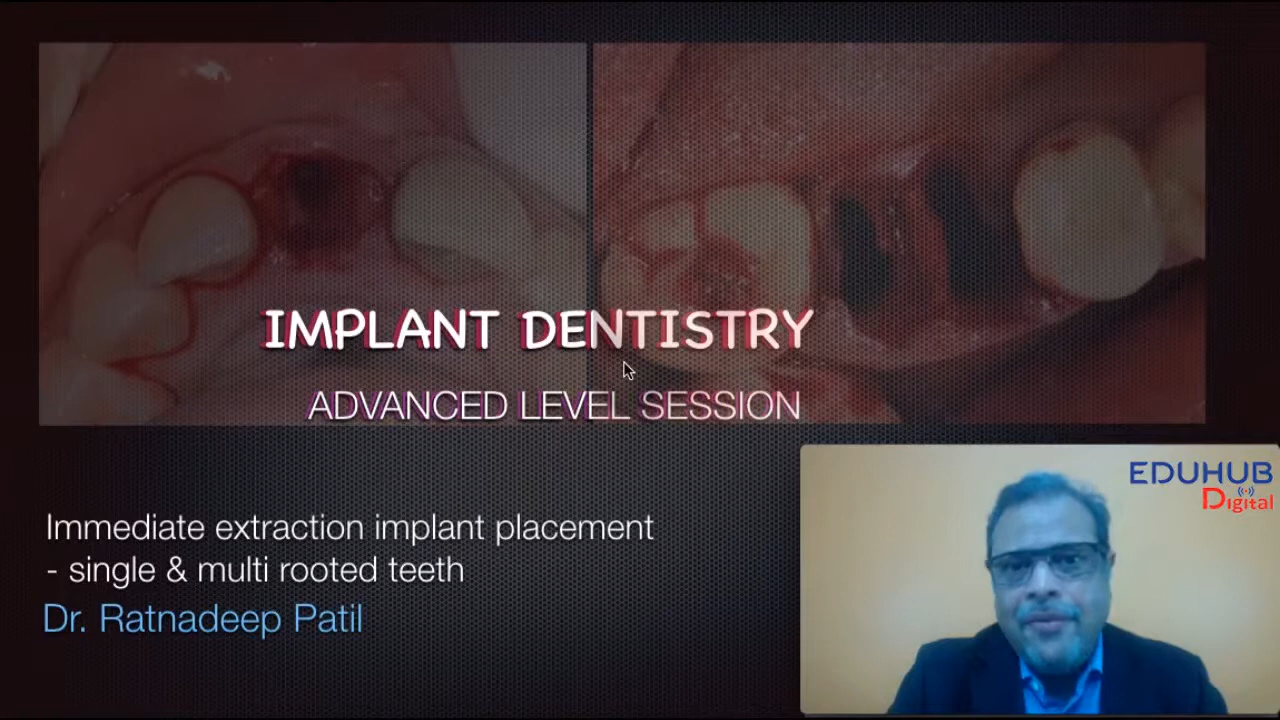 IMPLANT DENTISTRY
ADVANCED LEVEL SESSION
EDUHUB
Digital
Immediate extraction implant placement
- single & multi rooted teeth
Dr. Ratnadeep Patil